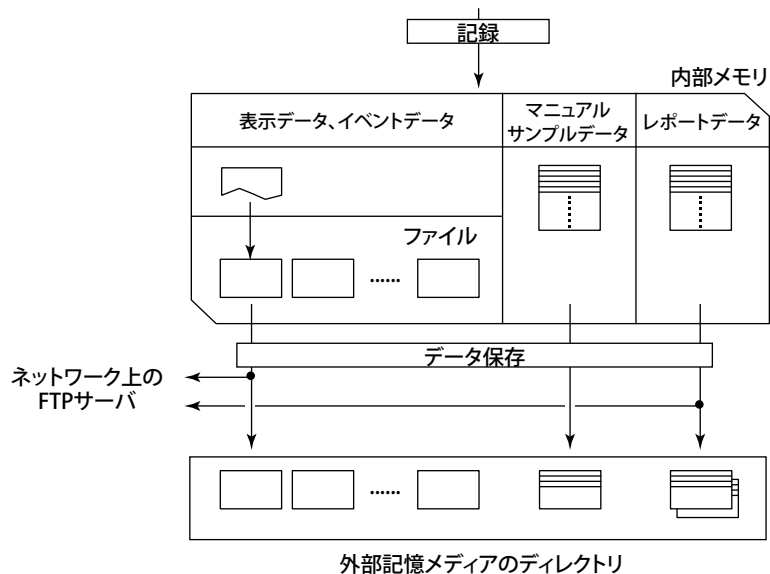 記録
内部メモリ
表示データ、イベントデータ
マニュアル
サンプルデータ
レポートデータ
ファイル
......
データ保存
ネットワーク上の
FTPサーバ
......
外部記憶メディアのディレクトリ